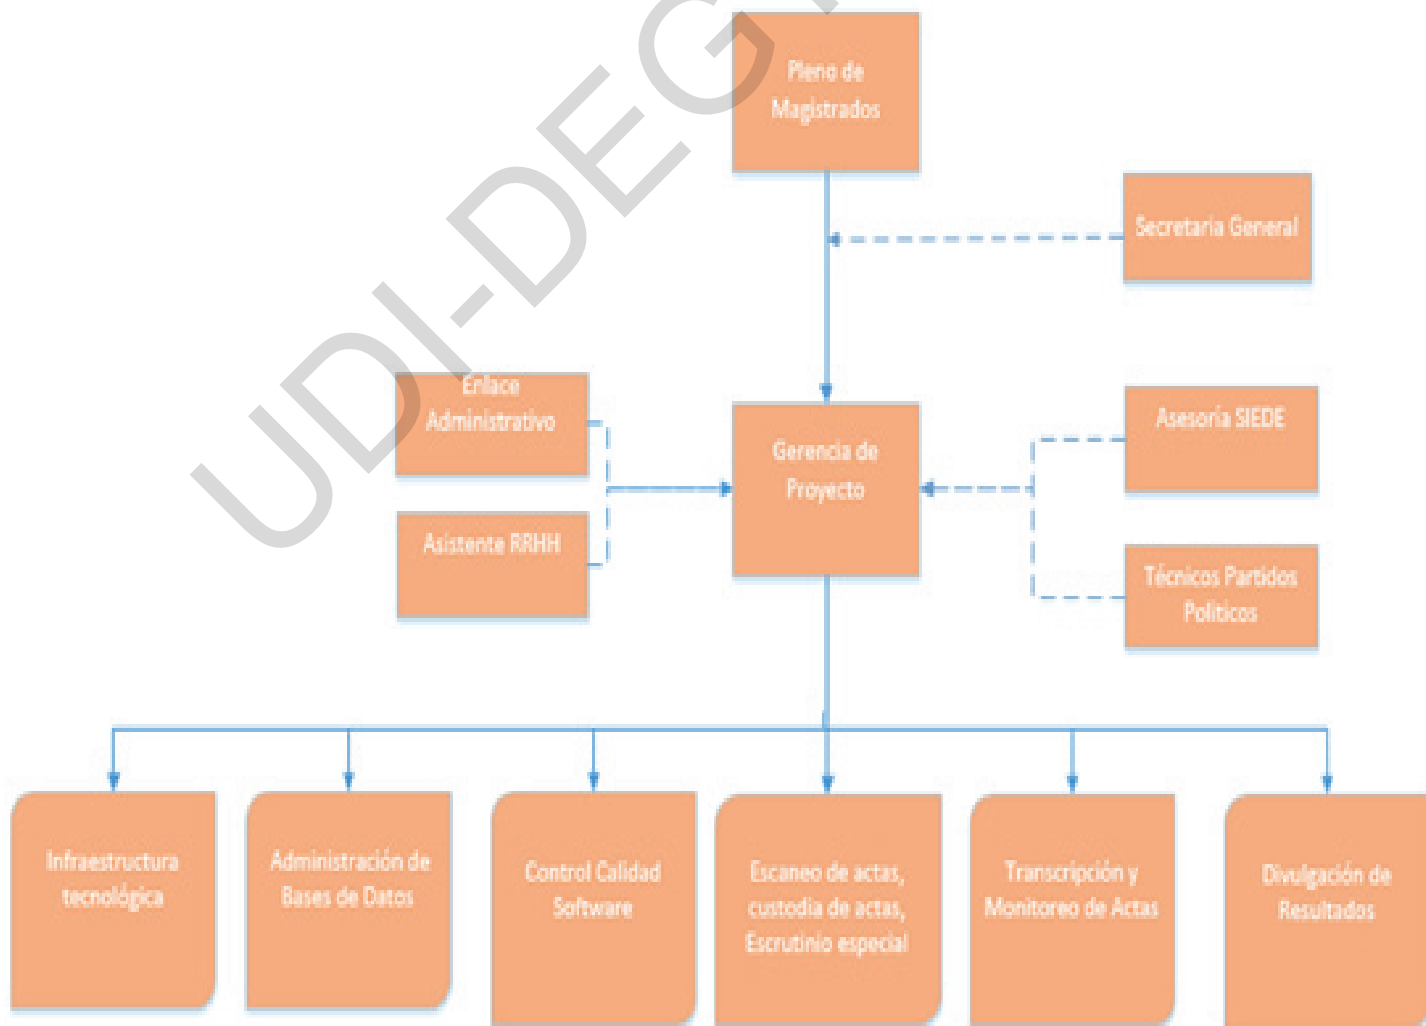 UDI-DEGT
Pleno de
Magistrados
Secretaria General
Enlace
Administrativo
Gerencia de
Proyecto
Asesoría SIEDE
Asistente RRHH
Técnicos Partidos
Políticos
Infraestructura
tecnológica
Administración de
Bases de Datos
Control Calidad
Software
Escaneo de actas,
custodia de actas,
Escrutinio especial
Transcripción y
Monitoreo de Actas
Divulgación de
Resultados